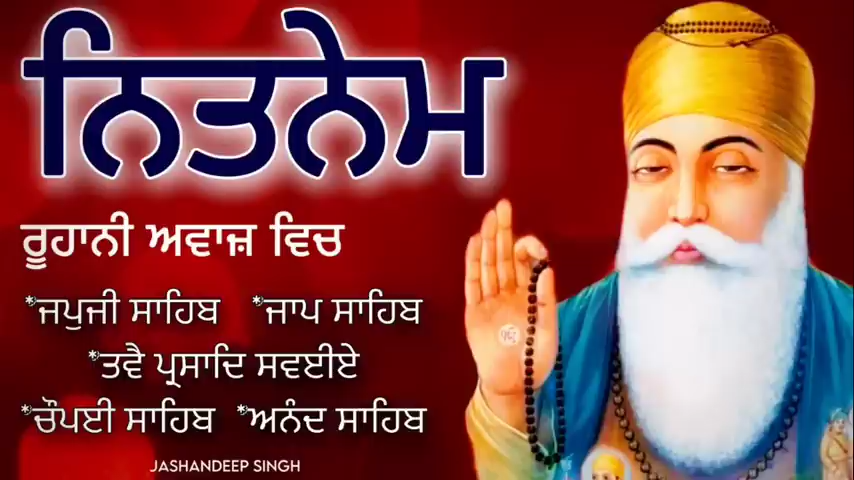 ਨਿਤਨੇਮ
ਰੂਹਾਨੀ ਅਵਾਜ਼ ਵਿਚ
*ਜਪੁਜੀ ਸਾਹਿਬ *ਜਾਪ ਸਾਹਿਬ
*ਤਵੈ ਪ੍ਰਸਾਦਿ ਸਵਈਏ
*ਚੌਪਈ ਸਾਹਿਬ *ਅਨੰਦ ਸਾਹਿਬ
JASHANDEEP SINGH